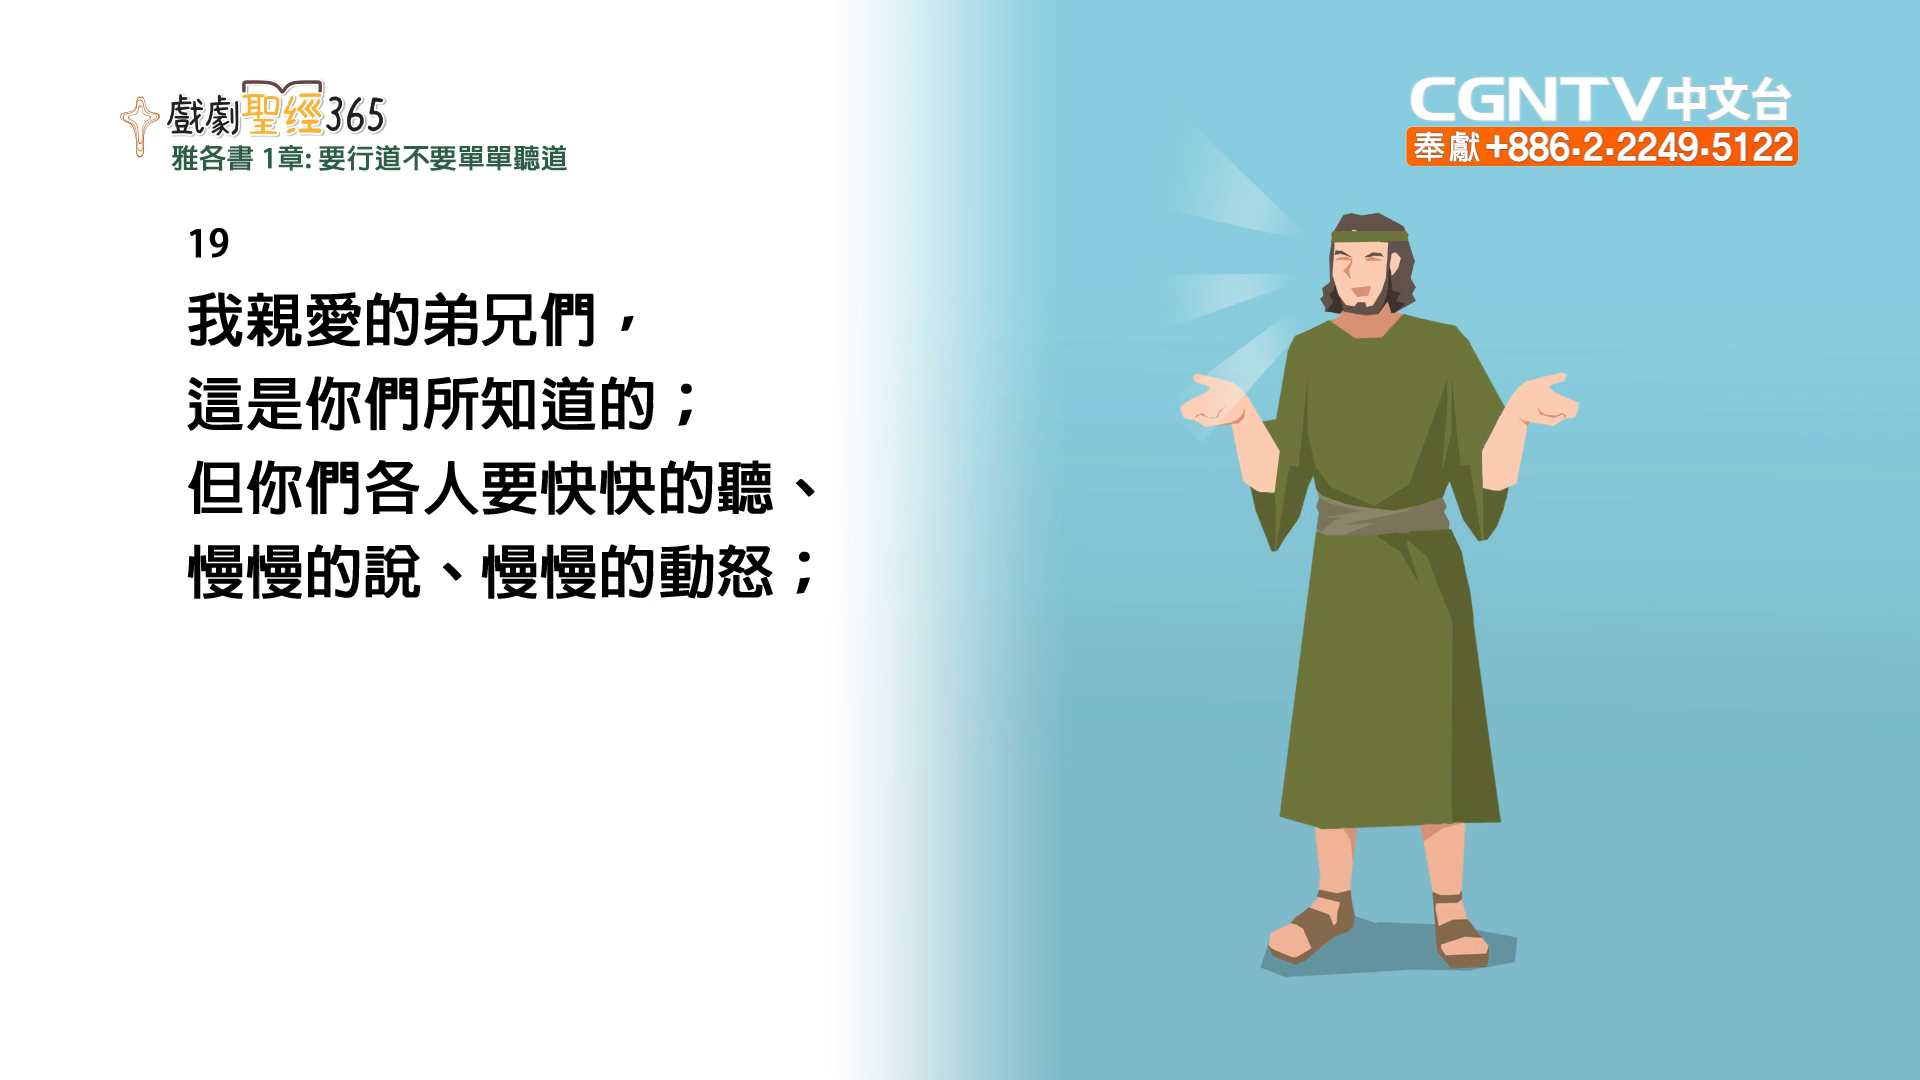 戲劇聖經365
雅各書 1章: 要行道不要單單聽道
CGNTV中文台
奉獻 +886·2·2249·5122
19
我親愛的弟兄們，
這是你們所知道的；
但你們各人要快快的聽、
慢慢的說、慢慢的動怒；